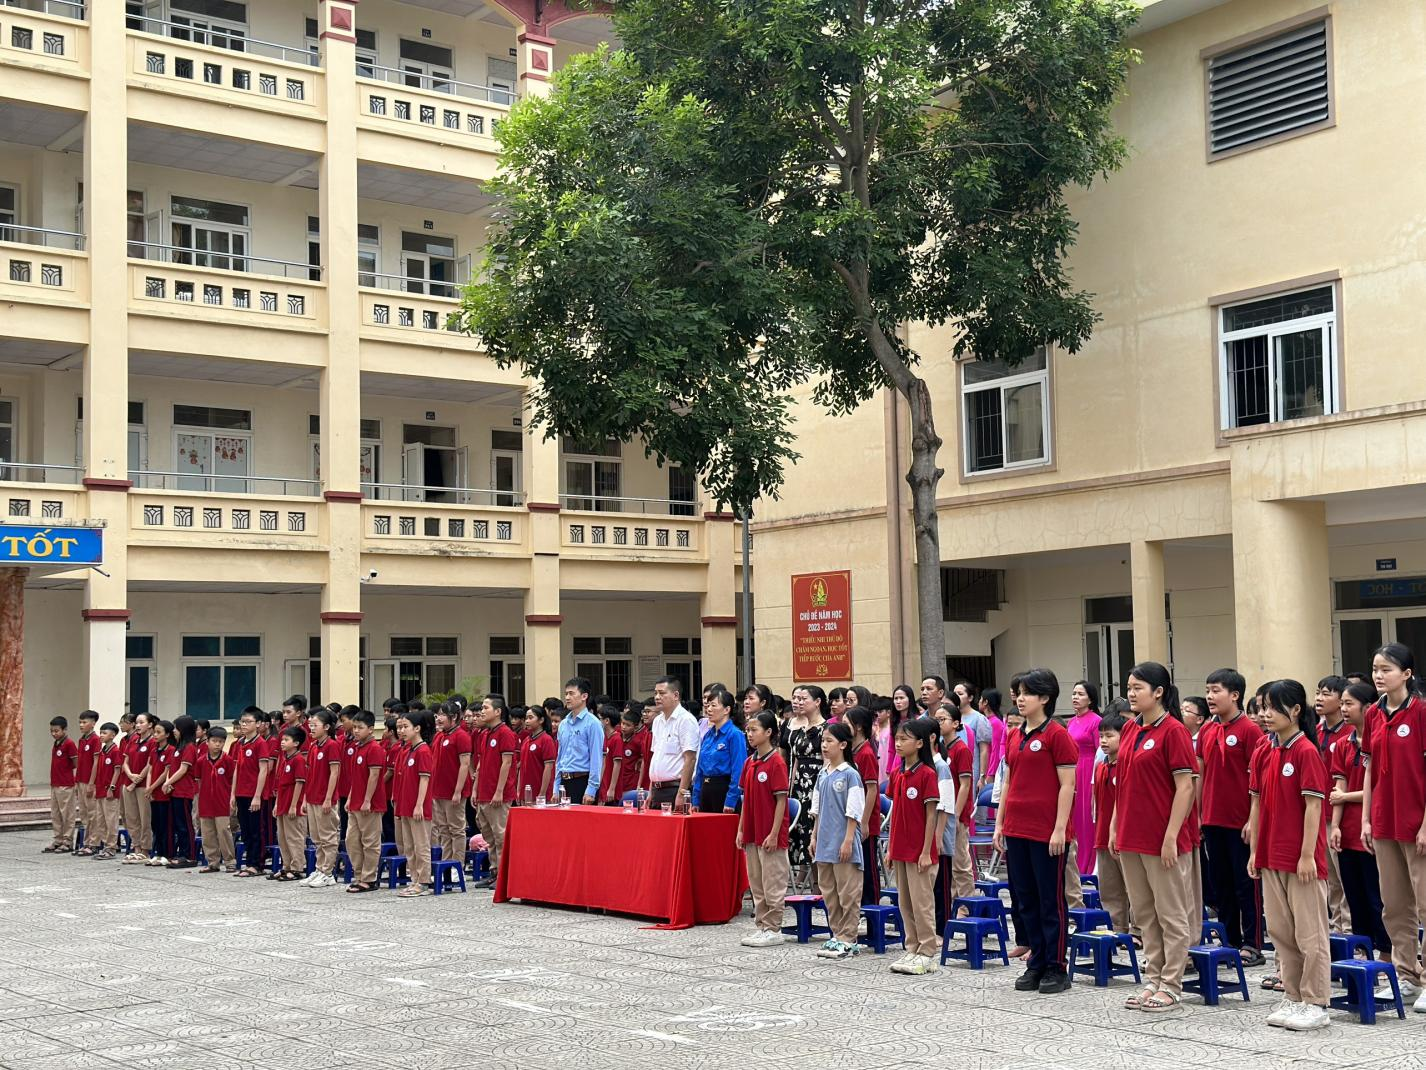 TỐT
CHỦ ĐỀ NĂM HỌC
2023 - 2024
"THIẾU NHI THỦ ĐÔ
CHĂM NGOAN, HỌC TỐT
TIẾP BƯỚC CHA ANH"